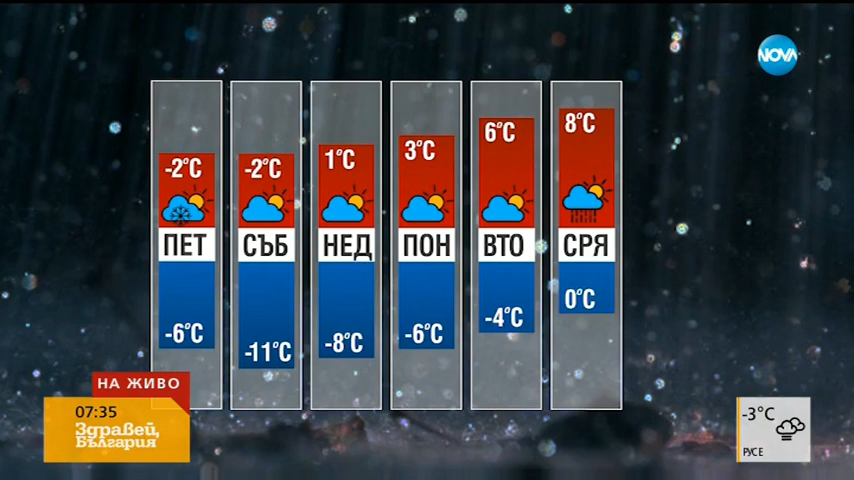 NOVA
-2°C
-2°C
1°C
3°C
6°C
8°C
ПЕТ
СЪБ
НЕД
ПОН
ВТО
СРЯ
-6°C
-11°C
-8°C
-6°C
-4°C
0°C
НА ЖИВО
07:35
Здравей,
България
-3°C
РУСЕ